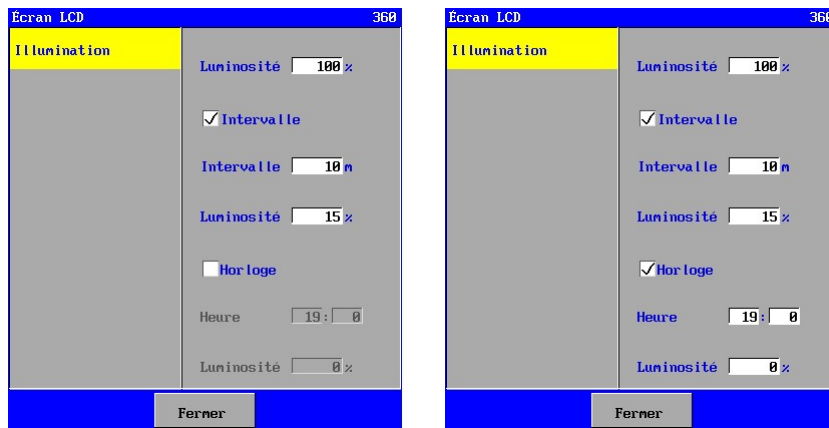 Écran LCD 360
Illumination
Luminosité 100 %
Intervalle
Intervalle 10 m
Luminosité 15 %
Horloge
Heure 19 : 0
Luminosité 0 %
Fermer
Écran LCD 360
Illumination
Luminosité 100 %
Intervalle
Intervalle 10 m
Luminosité 15 %
Horloge
Heure 19 : 0
Luminosité 0 %
Fermer